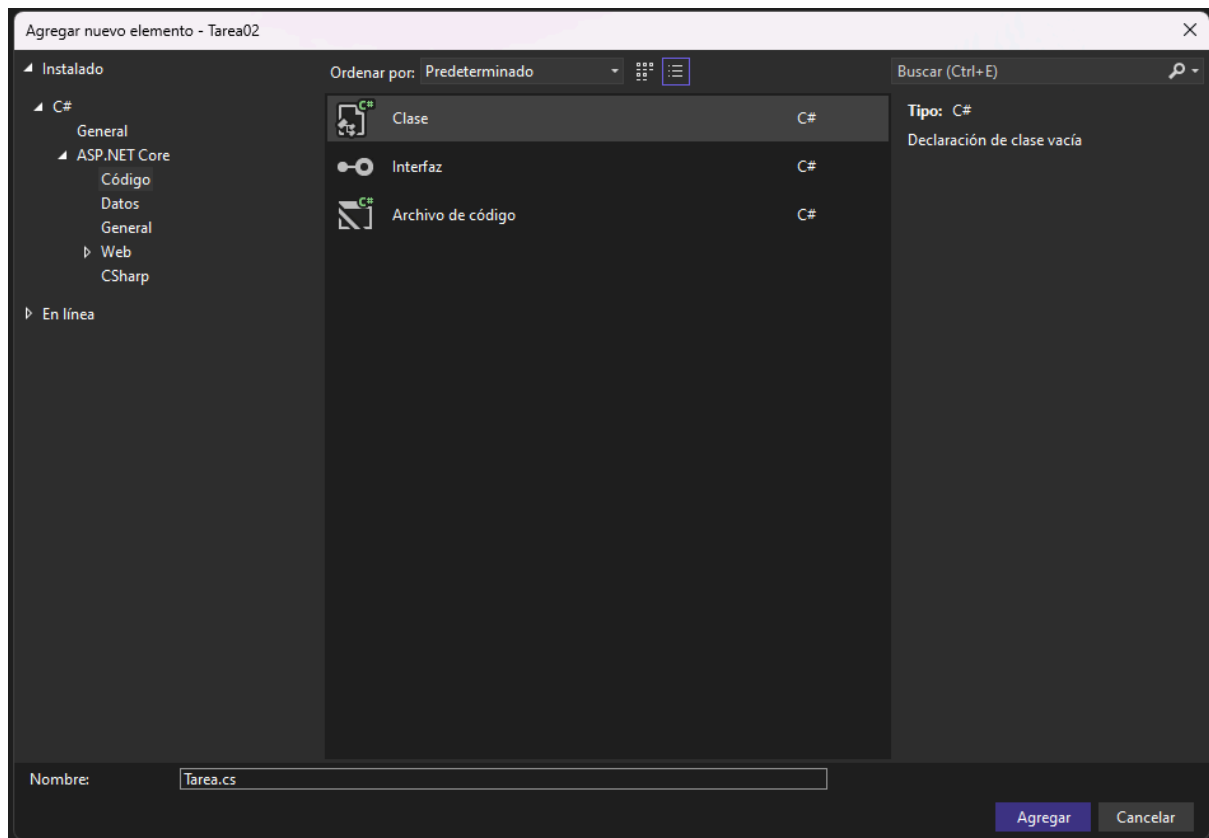 Agregar nuevo elemento - Tarea02
Instalado
C#
General
ASP.NET Core
Código
Datos
General
Web
CSharp
En línea
Ordenar por: Predeterminado
Clase C#
Interfaz C#
Archivo de código C#
Buscar (Ctrl+E)
Tipo: C#
Declaración de clase vacía
Nombre: Tarea.cs
Agregar Cancelar